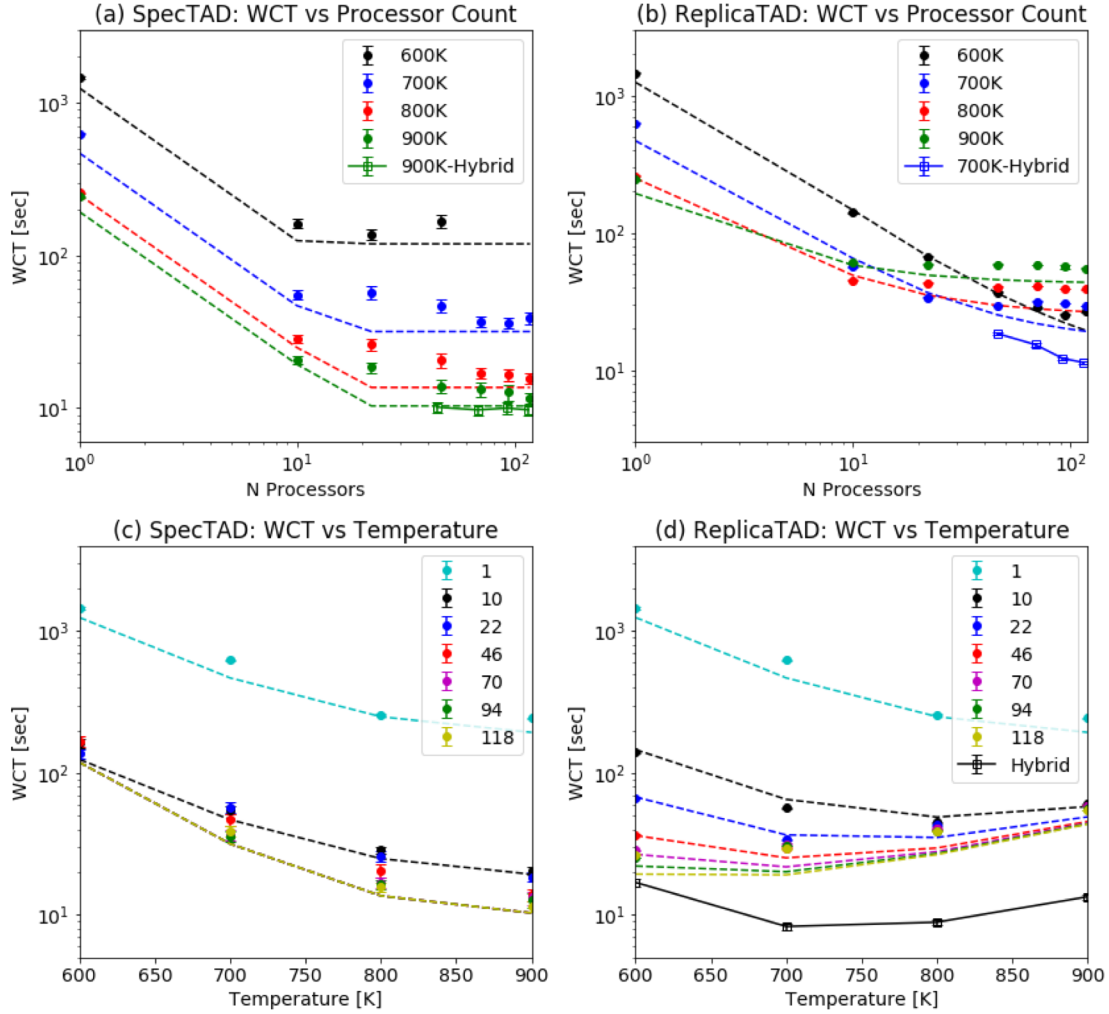 (a) SpecTAD: WCT vs Processor Count
600K
700K
800K
900K
900K-Hybrid
10³
10²
10¹
WCT [sec]
10⁰
10¹
10²
N Processors
(b) ReplicaTAD: WCT vs Processor Count
600K
700K
800K
900K
700K-Hybrid
10³
10²
10¹
WCT [sec]
10⁰
10¹
10²
N Processors
(c) SpecTAD: WCT vs Temperature
1
10
22
46
70
94
118
10³
10²
10¹
WCT [sec]
600
650
700
750
800
850
900
Temperature [K]
(d) ReplicaTAD: WCT vs Temperature
1
10
22
46
70
94
118
Hybrid
10³
10²
10¹
WCT [sec]
600
650
700
750
800
850
900
Temperature [K]